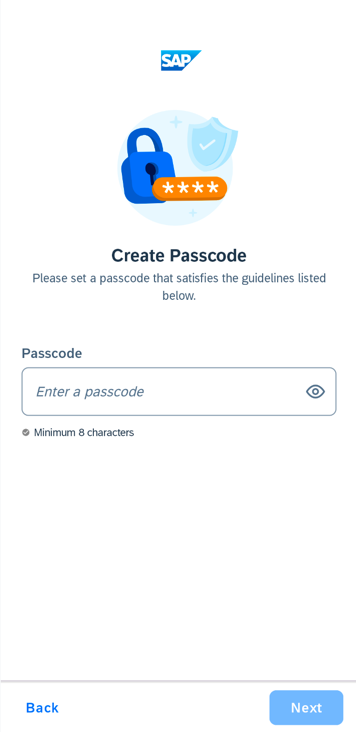 SAP
****
Create Passcode
Please set a passcode that satisfies the guidelines listed
below.
Passcode
Enter a passcode
Minimum 8 characters
Back
Next